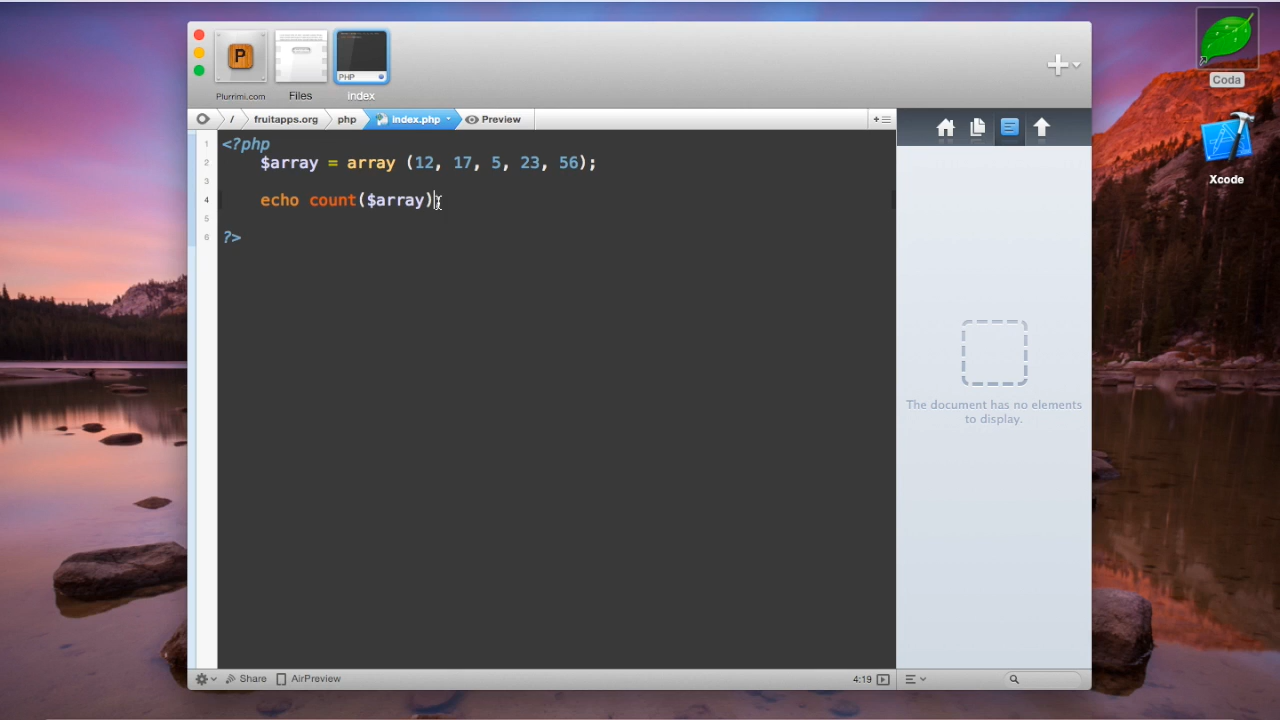 Coda
Xcode
P
PHP
Plurrimi.com
Files
index
/
fruitapps.org
php
index.php
Preview
1 <?php
2 $array = array (12, 17, 5, 23, 56);
3
4 echo count($array)
5
6 ?>
The document has no elements
to display.
Share
AirPreview
4:19